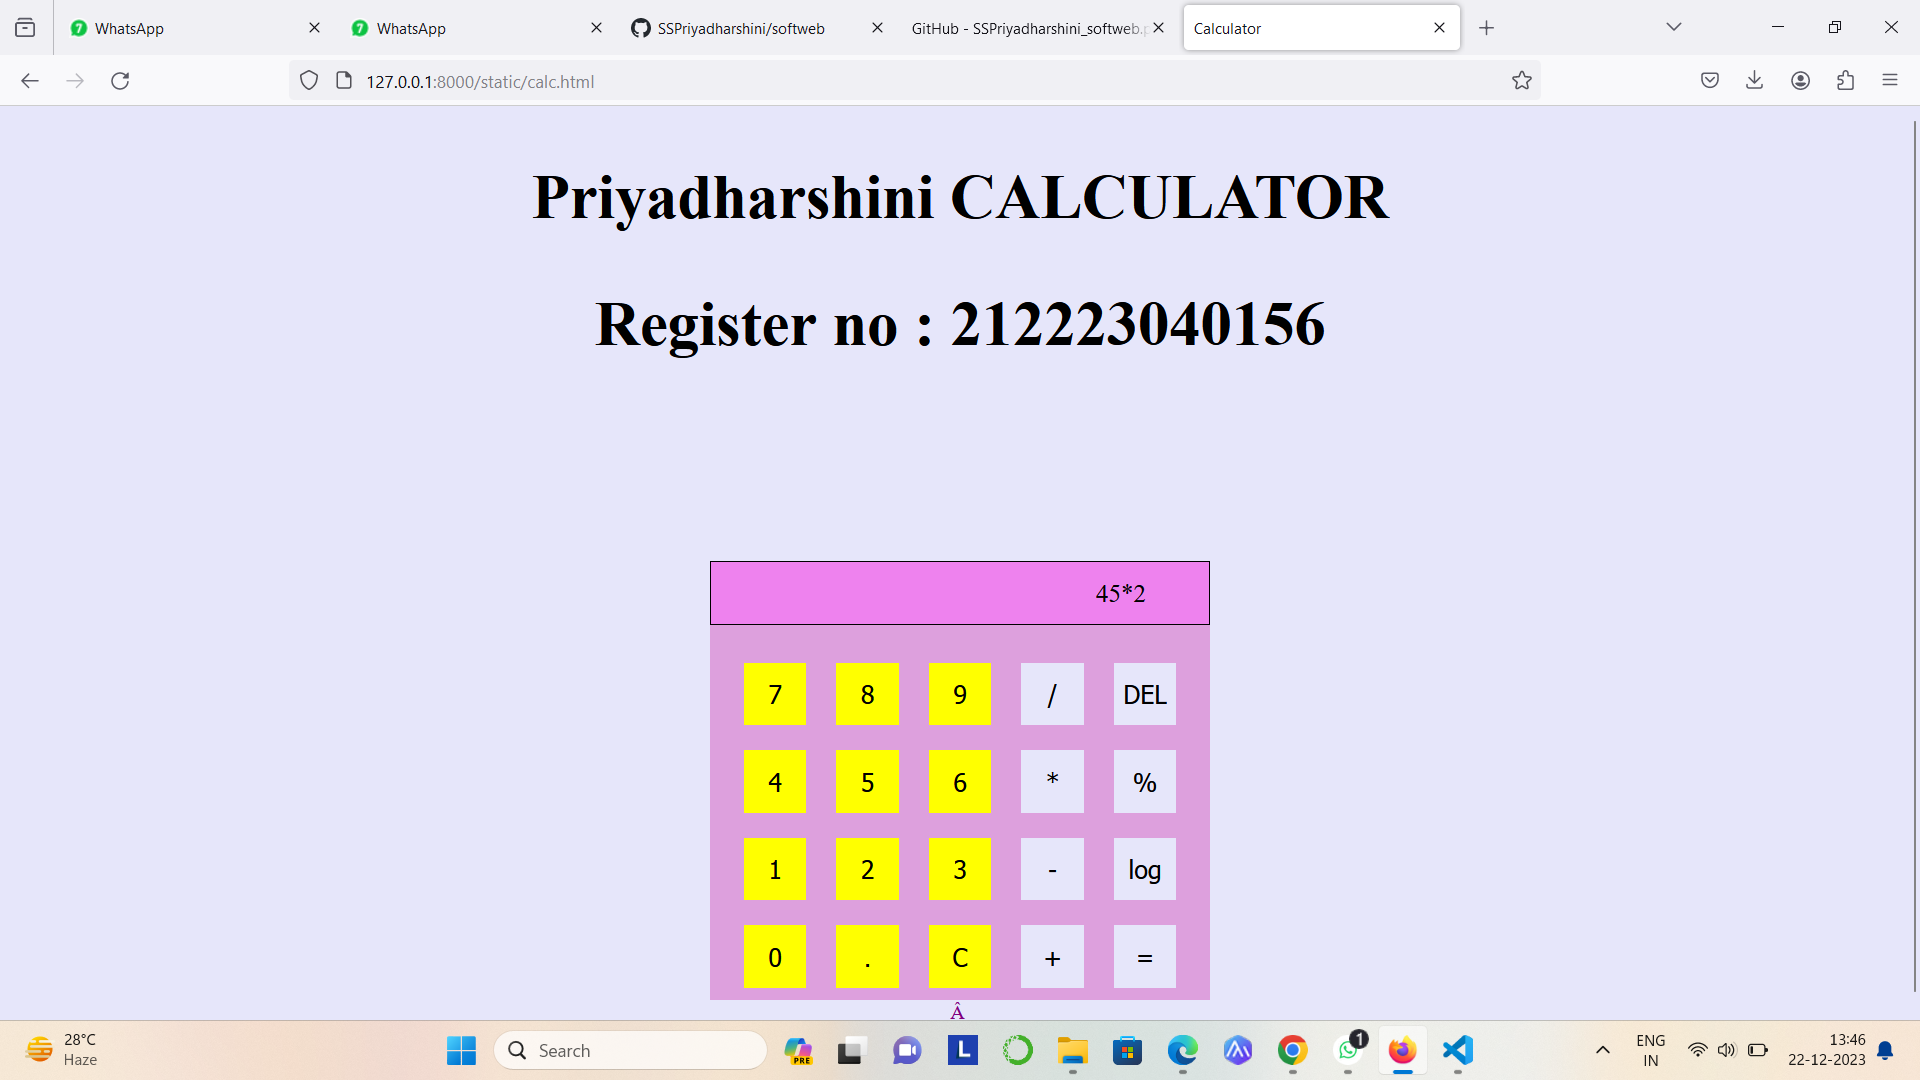 WhatsApp
WhatsApp
SSPriyadharshini/softweb
GitHub - SSPriyadharshini_softweb.
Calculator
127.0.0.1:8000/static/calc.html
Priyadharshini CALCULATOR
Register no : 212223040156
45*2
7 8 9 / DEL
4 5 6 * %
1 2 3 - log
0 . C + =
Â
28°C
Haze
Search
PRE
L
1
ENG
IN
13:46
22-12-2023